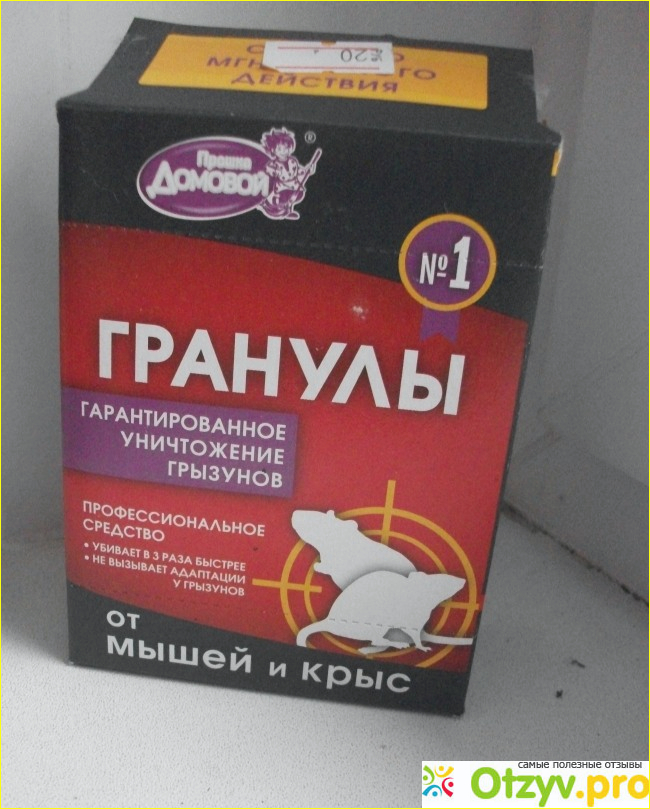 МГН
ДЕЙСТВИЯ
Прошка
ДОМОВОЙ
®
№1
ГРАНУЛЫ
ГАРАНТИРОВАННОЕ
УНИЧТОЖЕНИЕ
ГРЫЗУНОВ
ПРОФЕССИОНАЛЬНОЕ
СРЕДСТВО
• УБИВАЕТ В 3 РАЗА БЫСТРЕЕ
• НЕ ВЫЗЫВАЕТ АДАПТАЦИИ
У ГРЫЗУНОВ
от
мышей и крыс
самые полезные отзывы
Otzyv.pro